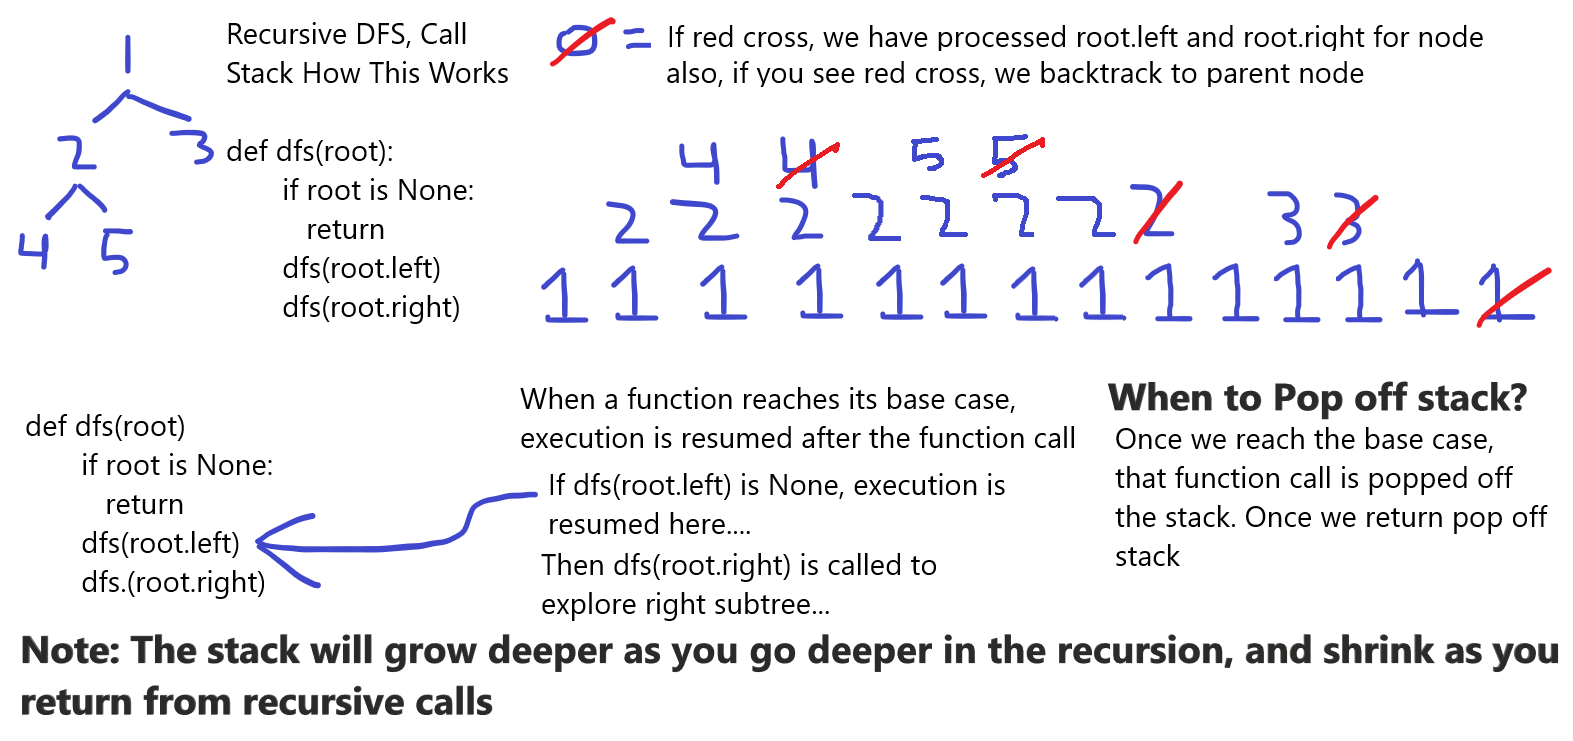 Recursive DFS, Call
Stack How This Works
0 = If red cross, we have processed root.left and root.right for node
also, if you see red cross, we backtrack to parent node
1
2 3
4 5
def dfs(root):
if root is None:
return
dfs(root.left)
dfs(root.right)
4 4 5 5
2 2 2 2 2 2 2 2 3 3
1 1 1 1 1 1 1 1 1 1 1 1 1 1
def dfs(root)
if root is None:
return
dfs(root.left)
dfs.(root.right)
When a function reaches its base case,
execution is resumed after the function call
If dfs(root.left) is None, execution is
resumed here....
Then dfs(root.right) is called to
explore right subtree...
When to Pop off stack?
Once we reach the base case,
that function call is popped off
the stack. Once we return pop off
stack
Note: The stack will grow deeper as you go deeper in the recursion, and shrink as you
return from recursive calls